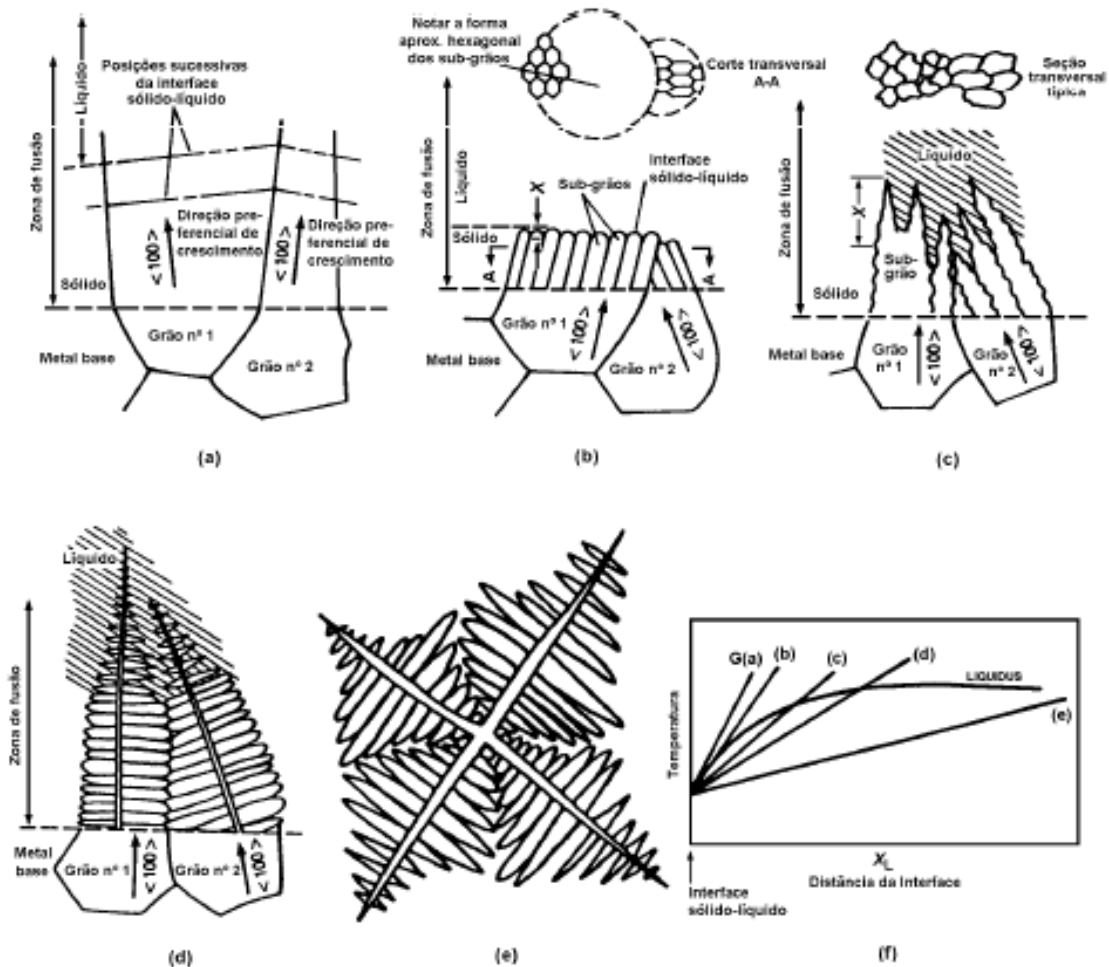 Zona de fusão
Líquido
Posições sucessivas
da interface
sólido-líquido
Direção pre-
ferencial de
crescimento
<100>
Direção pre-
ferencial de
crescimento
<100>
Sólido
Metal base
Grão nº 1
Grão nº 2
(a)
Notar a forma
aprox. hexagonal
dos sub-grãos
Corte transversal
A-A
Zona de fusão
Líquido
X
Sub-grãos
Interface
sólido-líquido
Sólido
A
A
Metal base
Grão nº 1
<100>
Grão nº 2
<100>
(b)
Seção
transversal
típica
Líquido
Zona de fusão
X
Sub-
grão
Sólido
Metal base
Grão
nº 1
<100>
Grão
nº 2
<100>
(c)
Líquido
Zona de fusão
Metal
base
Grão nº 1
<100>
Grão nº 2
<100>
(d)
(e)
G(a)
(b)
(c)
(d)
LIQUIDUS
(e)
Temperatura
XL
Distância da Interface
Interface
sólido-líquido
(f)